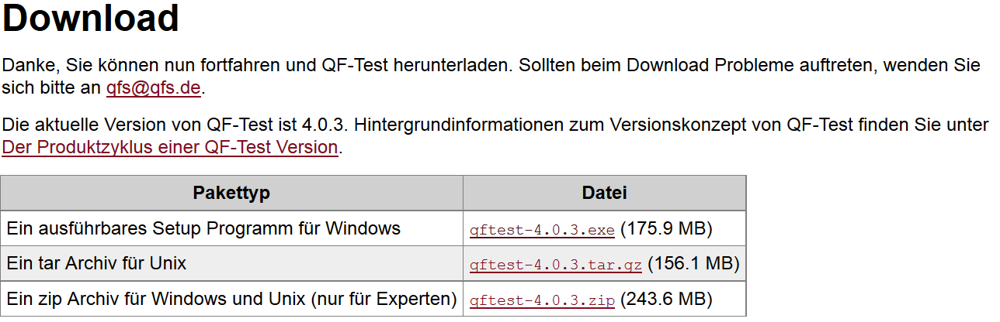 Download
Danke, Sie können nun fortfahren und QF-Test herunterladen. Sollten beim Download Probleme auftreten, wenden Sie
sich bitte an qfs@qfs.de.
Die aktuelle Version von QF-Test ist 4.0.3. Hintergrundinformationen zum Versionskonzept von QF-Test finden Sie unter
Der Produktzyklus einer QF-Test Version.
Pakettyp Datei
Ein ausführbares Setup Programm für Windows qftest-4.0.3.exe (175.9 MB)
Ein tar Archiv für Unix qftest-4.0.3.tar.gz (156.1 MB)
Ein zip Archiv für Windows und Unix (nur für Experten) qftest-4.0.3.zip (243.6 MB)